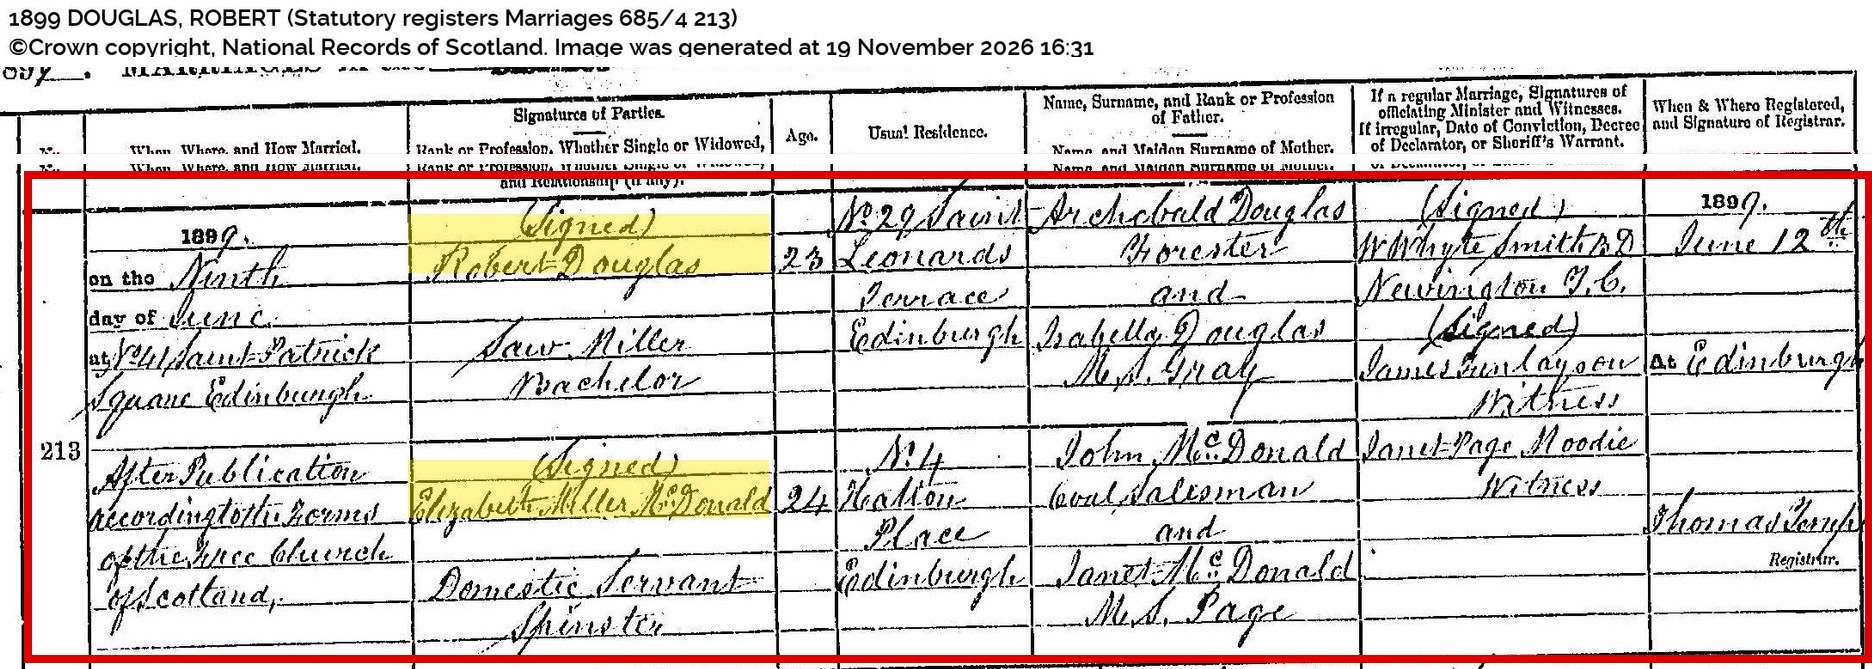 1899 DOUGLAS, ROBERT (Statutory registers Marriages 685/4 213)
©Crown copyright, National Records of Scotland. Image was generated at 19 November 2026 16:31
No.
When, Where, and How Married.
Signatures of Parties.
Rank or Profession, Whether Single or Widowed,
and Relationship (if any).
Age.
Usual Residence.
Name, Surname, and Rank or Profession
of Father.
Name, and Maiden Surname of Mother.
If a regular Marriage, Signatures of
officiating Minister and Witnesses.
If irregular, Date of Conviction, Decree
of Declarator, or Sheriff's Warrant.
When & Where Registered,
and Signature of Registrar.
213
1899.
on the Ninth
day of June
at No 41 Saint Patrick
Square Edinburgh
After Publication
according to the Forms
of the Free Church
of Scotland.
(Signed)
Robert Douglas
Saw Miller
Bachelor
(Signed)
Elizabeth Miller McDonald
Domestic Servant
Spinster
23
24
No 29 Saint
Leonards
Terrace
Edinburgh
No 4
Hatton
Place
Edinburgh
Archibald Douglas
Forester
and
Isabella Douglas
M.S. Gray
John McDonald
Coal Salesman
and
Janet McDonald
M.S. Page
(Signed)
W Whyte Smith B D
Newington F.C.
(Signed)
James Finlayson
Witness
Janet Page Moodie
Witness
1899.
June 12th
At Edinburgh
Thomas
Registrar.